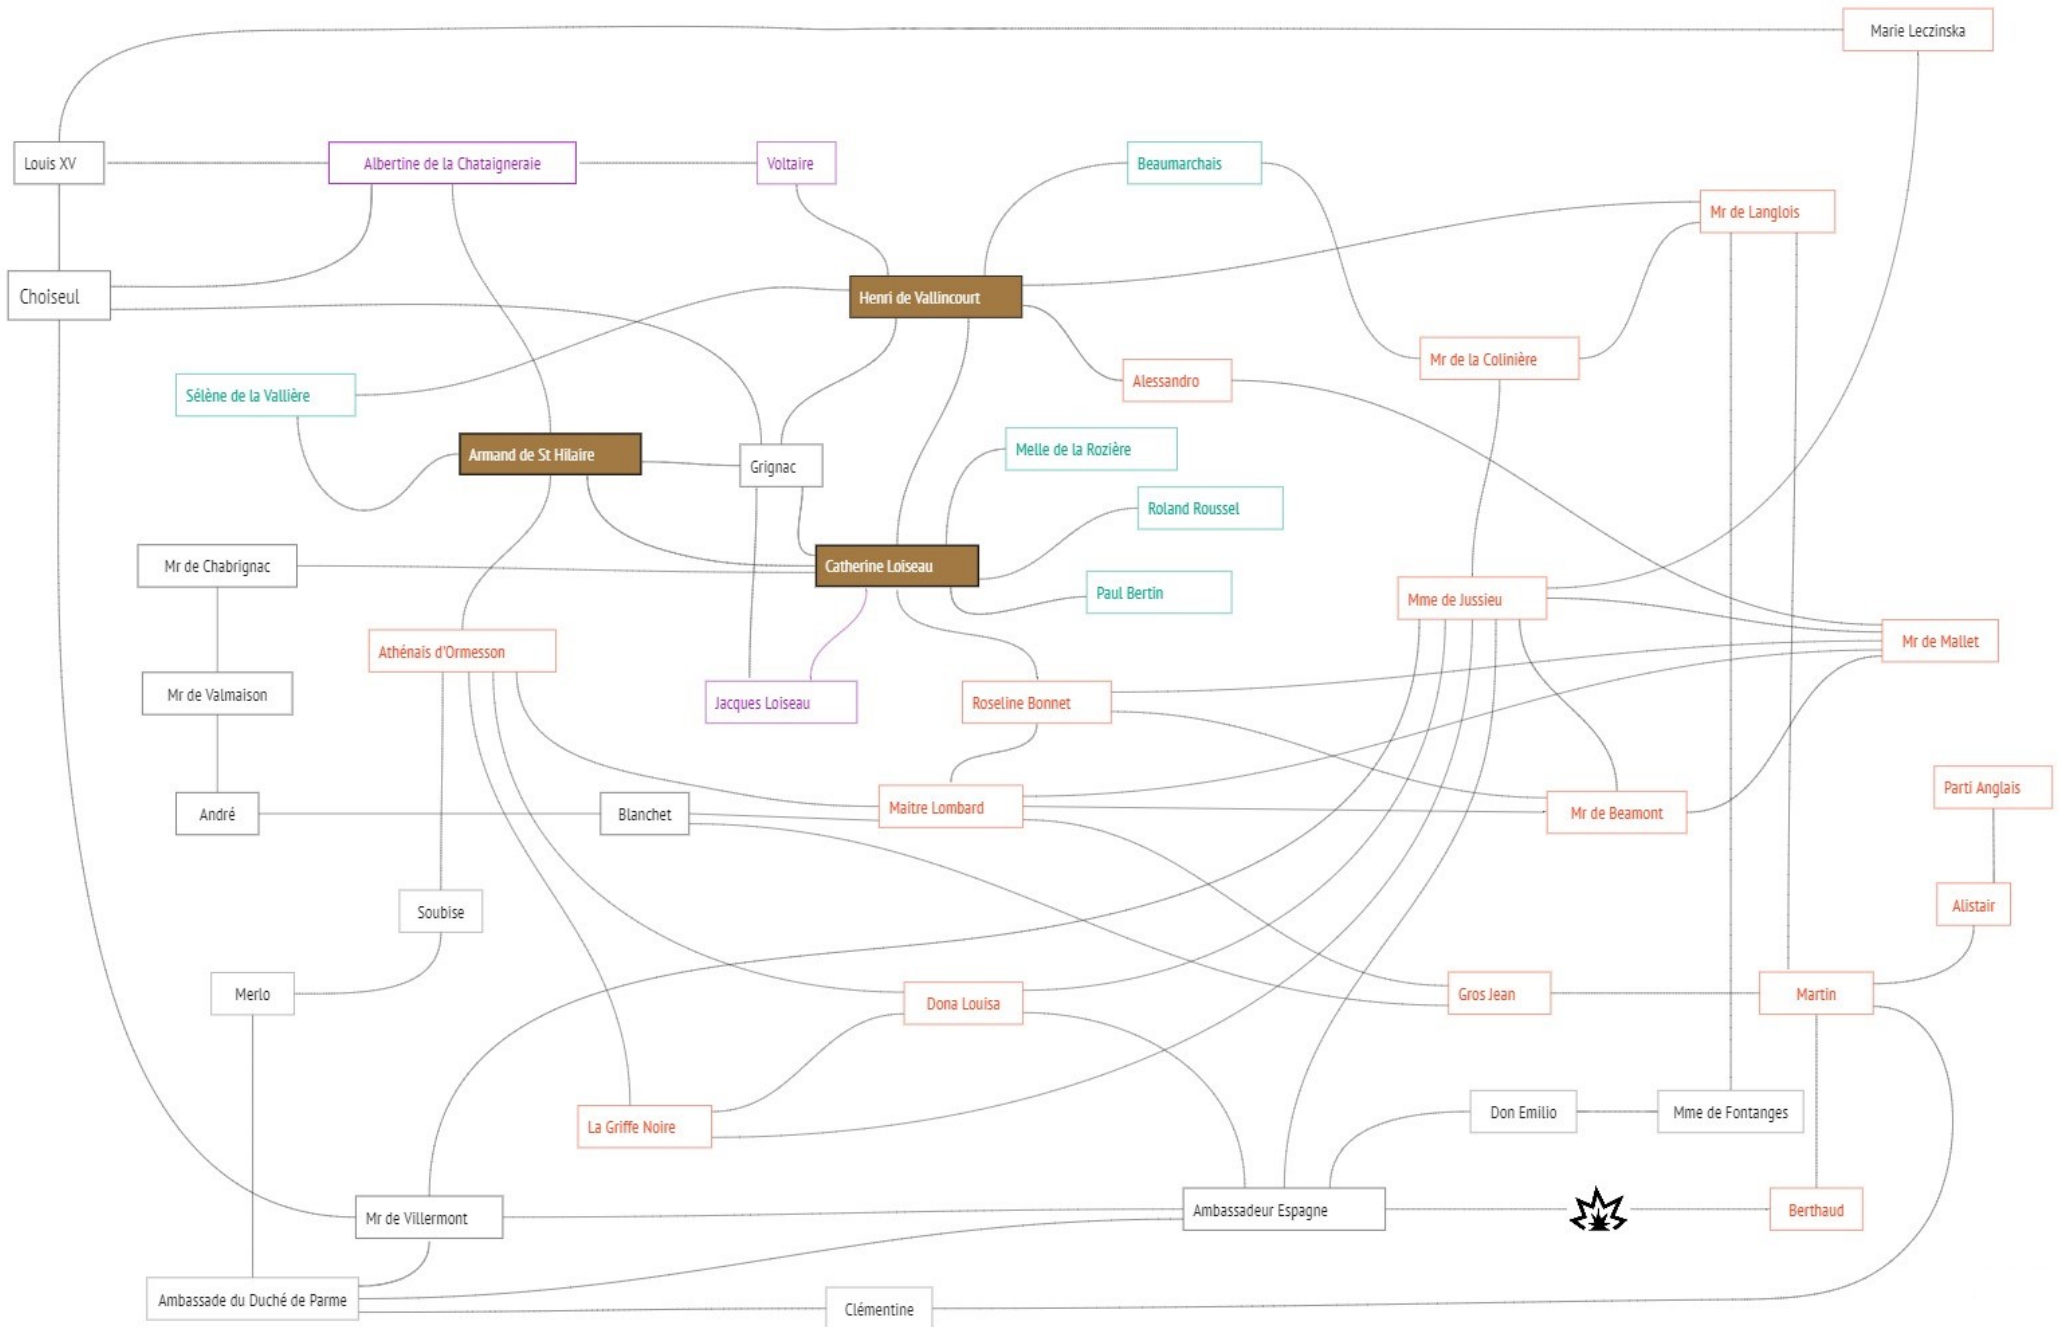 Marie Leczinska
Louis XV
Albertine de la Chataigneraie
Voltaire
Beaumarchais
Mr de Langlois
Choiseul
Henri de Vallincourt
Mr de la Colinière
Alessandro
Sélène de la Vallière
Armand de St Hilaire
Grignac
Melle de la Rozière
Roland Roussel
Mr de Chabrignac
Catherine Loiseau
Paul Bertin
Mme de Jussieu
Mr de Mallet
Athénais d'Ormesson
Mr de Valmaison
Jacques Loiseau
Roseline Bonnet
Parti Anglais
André
Blanchet
Maitre Lombard
Mr de Beamont
Soubise
Alistair
Merlo
Dona Louisa
Gros Jean
Martin
La Griffe Noire
Don Emilio
Mme de Fontanges
Mr de Villermont
Ambassadeur Espagne
Berthaud
Ambassade du Duché de Parme
Clémentine